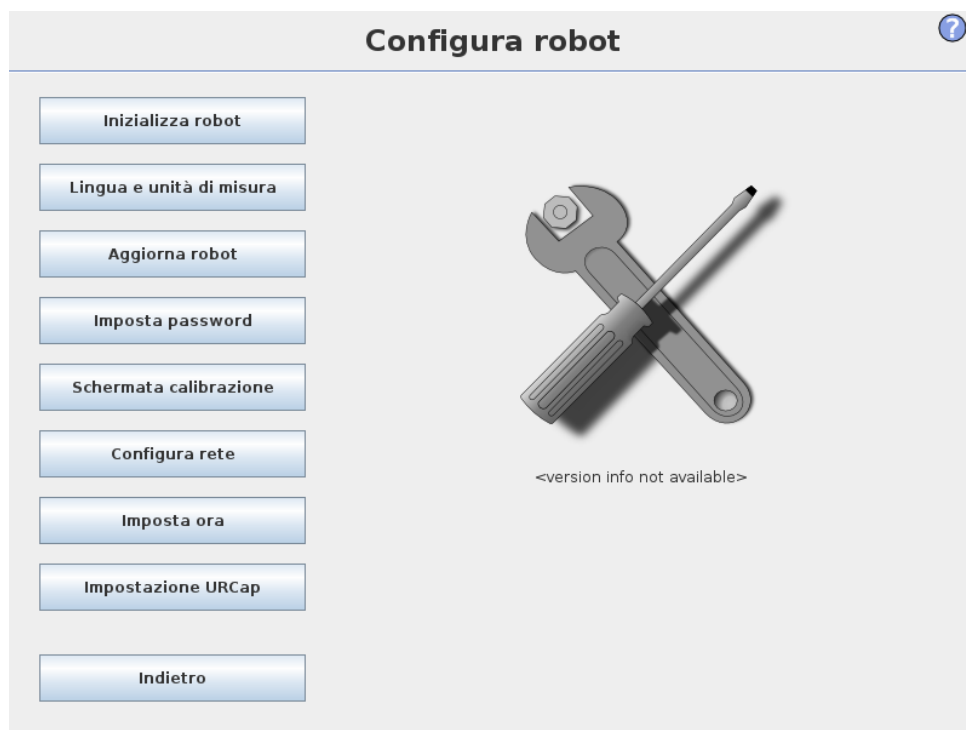 Configura robot
?
Inizializza robot
Lingua e unità di misura
Aggiorna robot
Imposta password
Schermata calibrazione
Configura rete
Imposta ora
Impostazione URCap
Indietro
<version info not available>